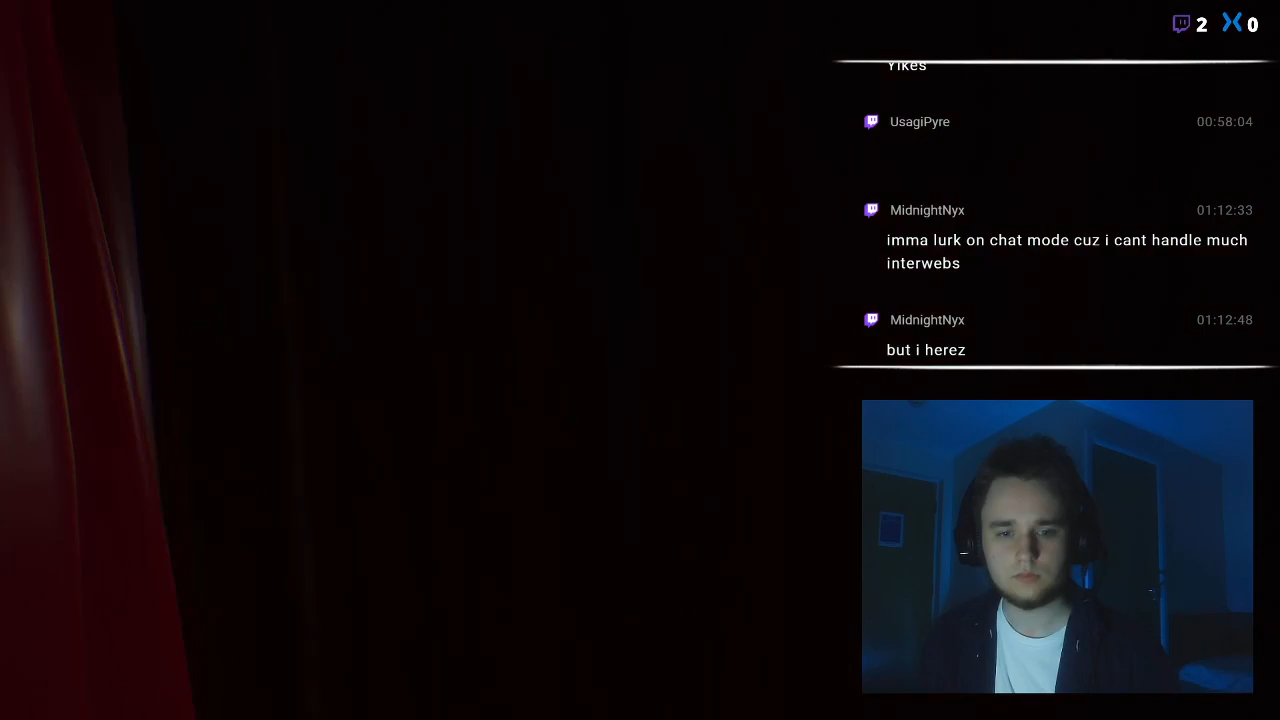 2 0
Yikes
UsagiPyre 00:58:04
MidnightNyx 01:12:33
imma lurk on chat mode cuz i cant handle much
interwebs
MidnightNyx 01:12:48
but i herez